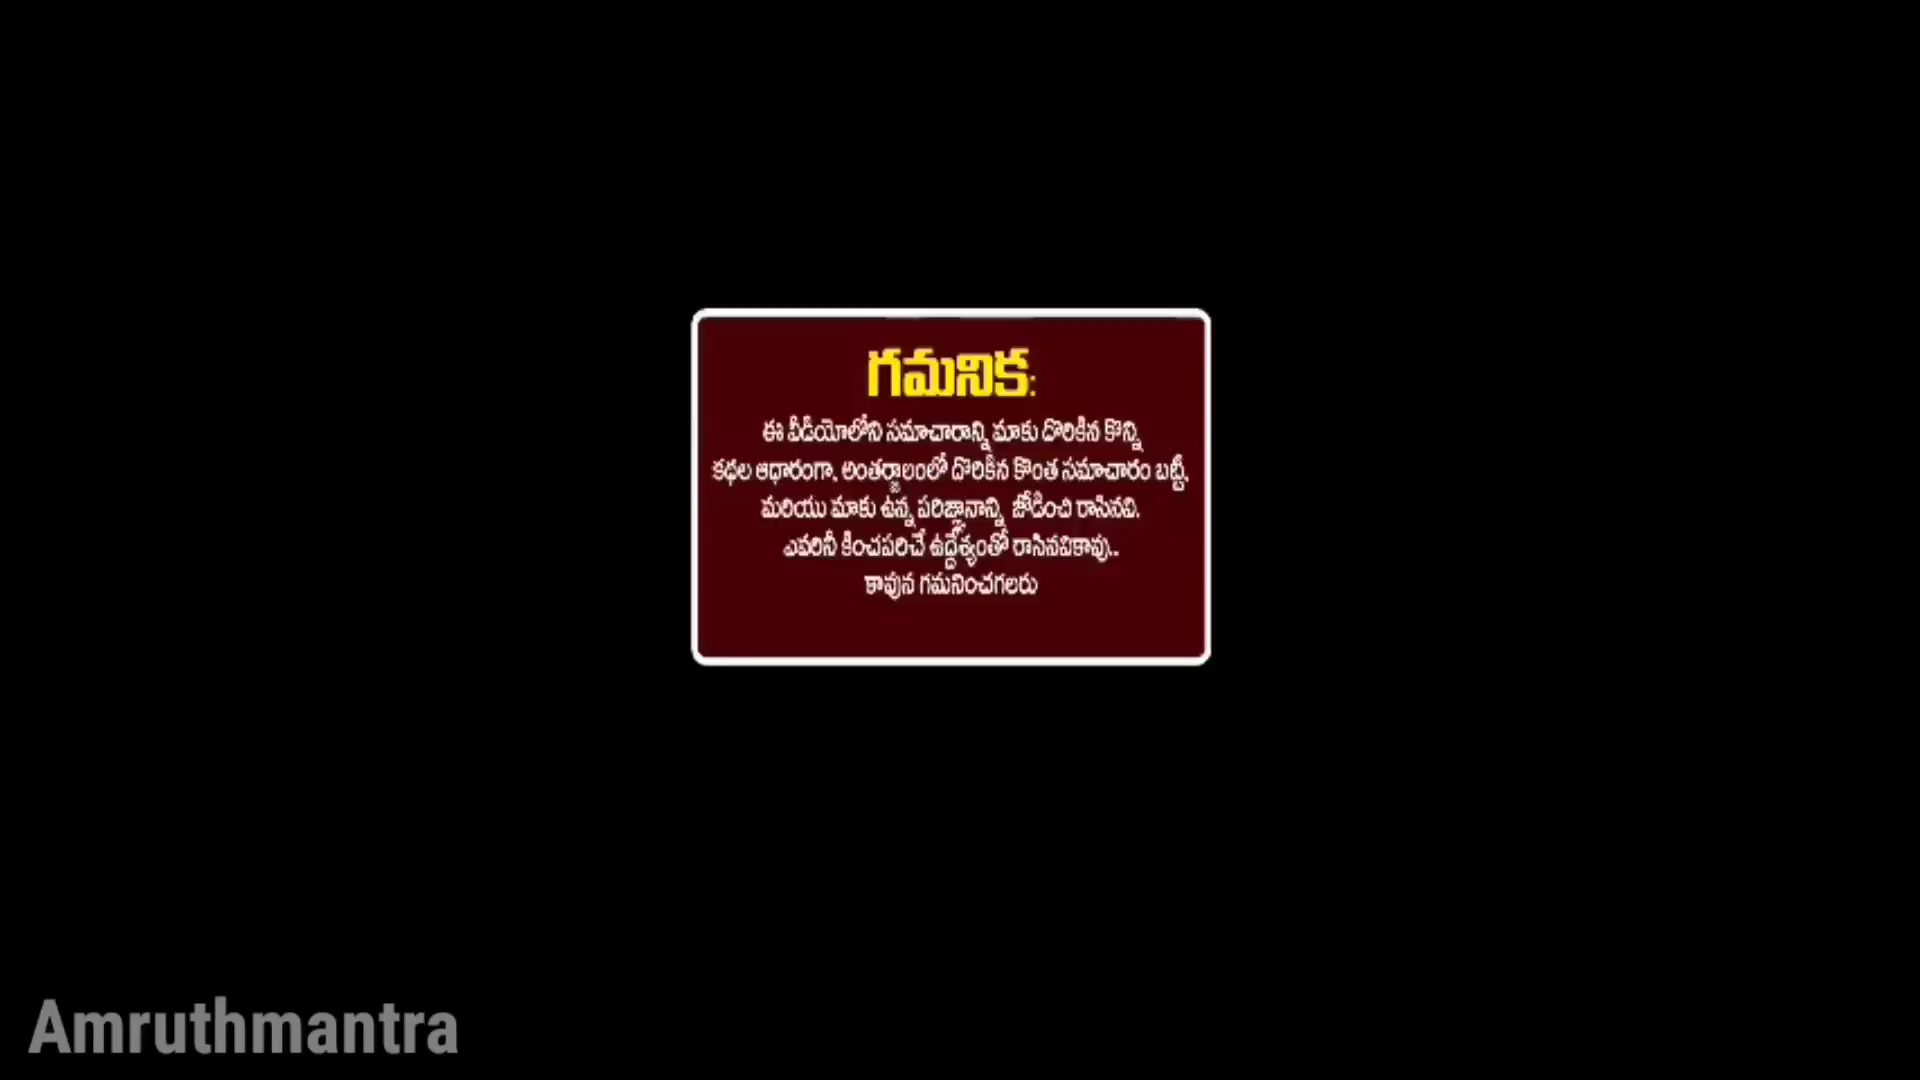 గమనిక:
ఈ వీడియోలోని సమాచారాన్ని మాకు దొరికిన కొన్ని
కథల ఆధారంగా, అంతర్జాలంలో దొరికిన కొంత సమాచారం బట్టి,
మరియు మాకు ఉన్న పరిజ్ఞానాన్ని జోడించి రాసినవి.
ఎవరినీ కించపరిచే ఉద్దేశ్యంతో రాసినవికావు..
కావున గమనించగలరు
Amruthmantra